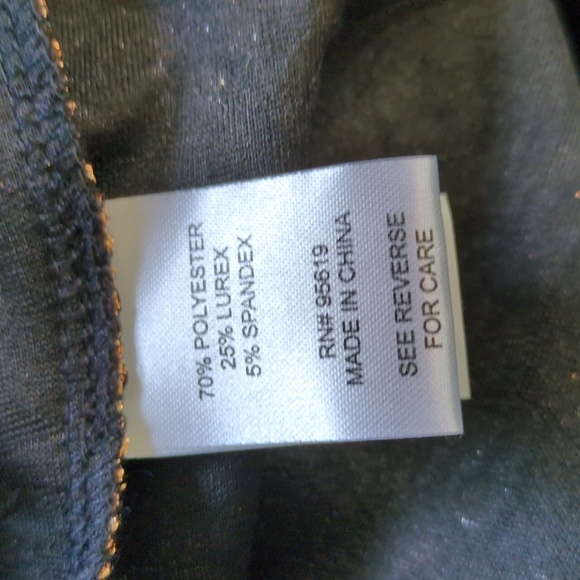 70% POLYESTER
25% LUREX
5% SPANDEX
RN# 95619
MADE IN CHINA
SEE REVERSE
FOR CARE